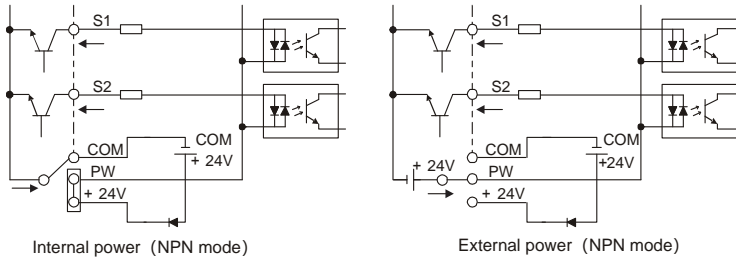 S1
S2
COM
COM
+ 24V
PW
+ 24V
Internal power (NPN mode)
S1
S2
COM
COM
+24V
+ 24V
PW
+ 24V
External power (NPN mode)